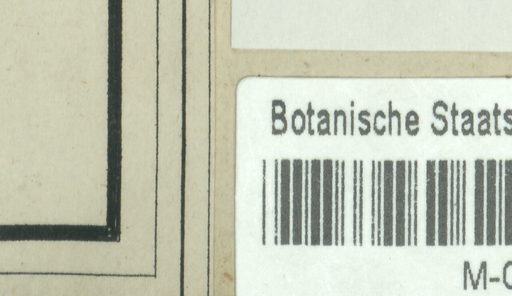 Botanische Staats
M-